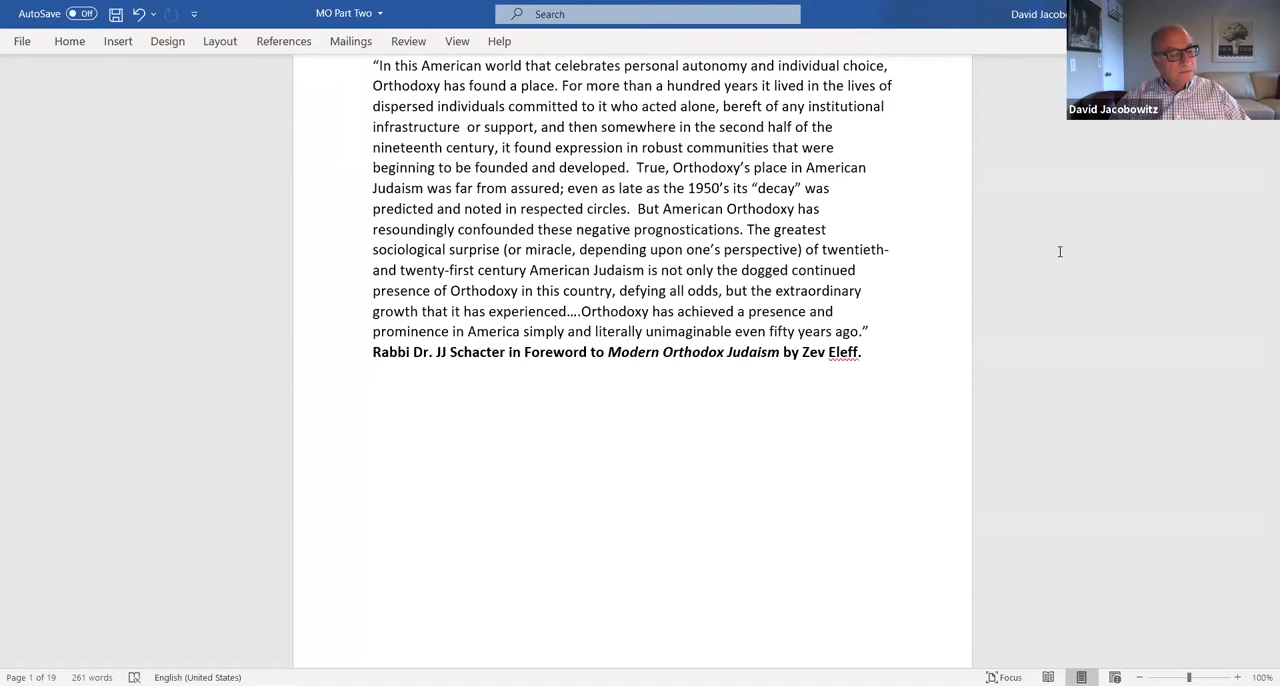 AutoSave Off MO Part Two Search David Jacob
File Home Insert Design Layout References Mailings Review View Help
David Jacobowitz
“In this American world that celebrates personal autonomy and individual choice,
Orthodoxy has found a place. For more than a hundred years it lived in the lives of
dispersed individuals committed to it who acted alone, bereft of any institutional
infrastructure  or support, and then somewhere in the second half of the
nineteenth century, it found expression in robust communities that were
beginning to be founded and developed.  True, Orthodoxy’s place in American
Judaism was far from assured; even as late as the 1950’s its “decay” was
predicted and noted in respected circles.  But American Orthodoxy has
resoundingly confounded these negative prognostications. The greatest
sociological surprise (or miracle, depending upon one’s perspective) of twentieth-
and twenty-first century American Judaism is not only the dogged continued
presence of Orthodoxy in this country, defying all odds, but the extraordinary
growth that it has experienced….Orthodoxy has achieved a presence and
prominence in America simply and literally unimaginable even fifty years ago.”
Rabbi Dr. JJ Schacter in Foreword to Modern Orthodox Judaism by Zev Eleff.
Page 1 of 19 261 words English (United States) Focus 100%